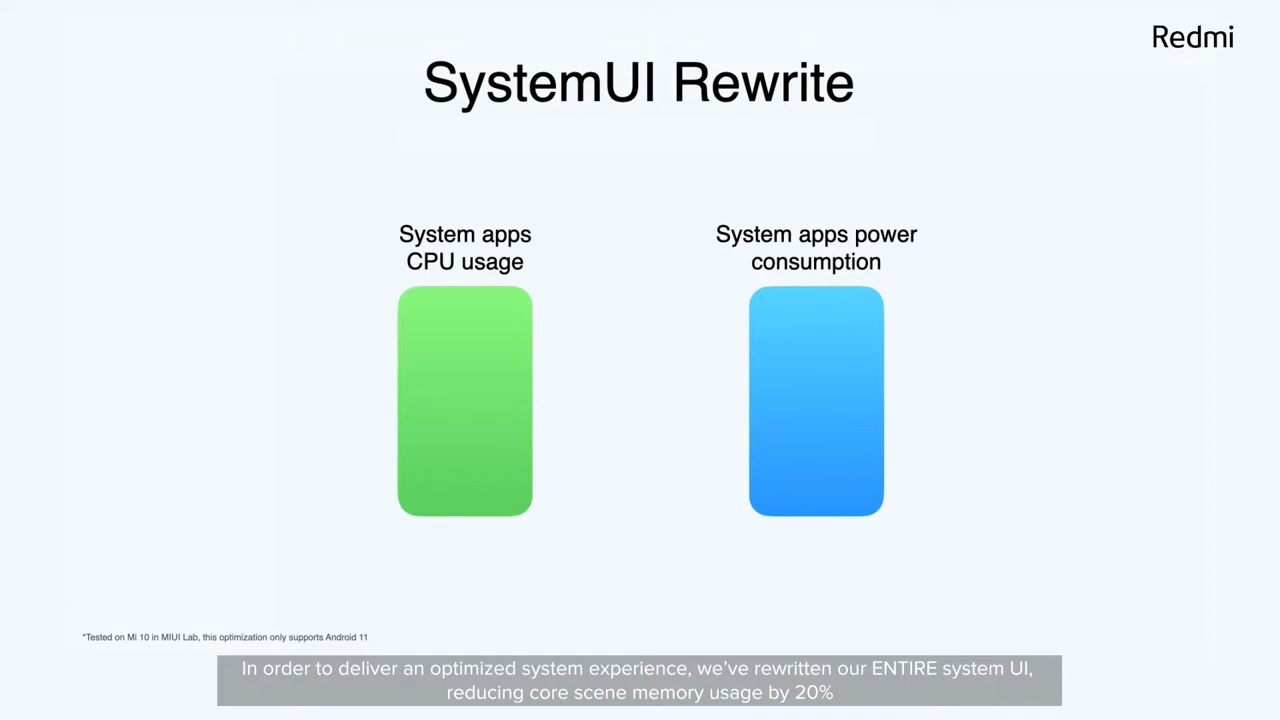 Redmi
SystemUI Rewrite
System apps
CPU usage
System apps power
consumption
*Tested on Mi 10 in MIUI Lab, this optimization only supports Android 11
In order to deliver an optimized system experience, we’ve rewritten our ENTIRE system UI,
reducing core scene memory usage by 20%